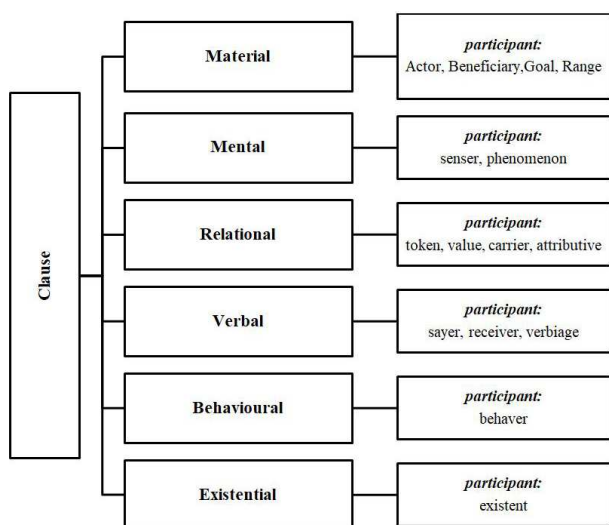 Clause
Material
participant:
Actor, Beneficiary,Goal, Range
Mental
participant:
senser, phenomenon
Relational
participant:
token, value, carrier, attributive
Verbal
participant:
sayer, receiver, verbiage
Behavioural
participant:
behaver
Existential
participant:
existent